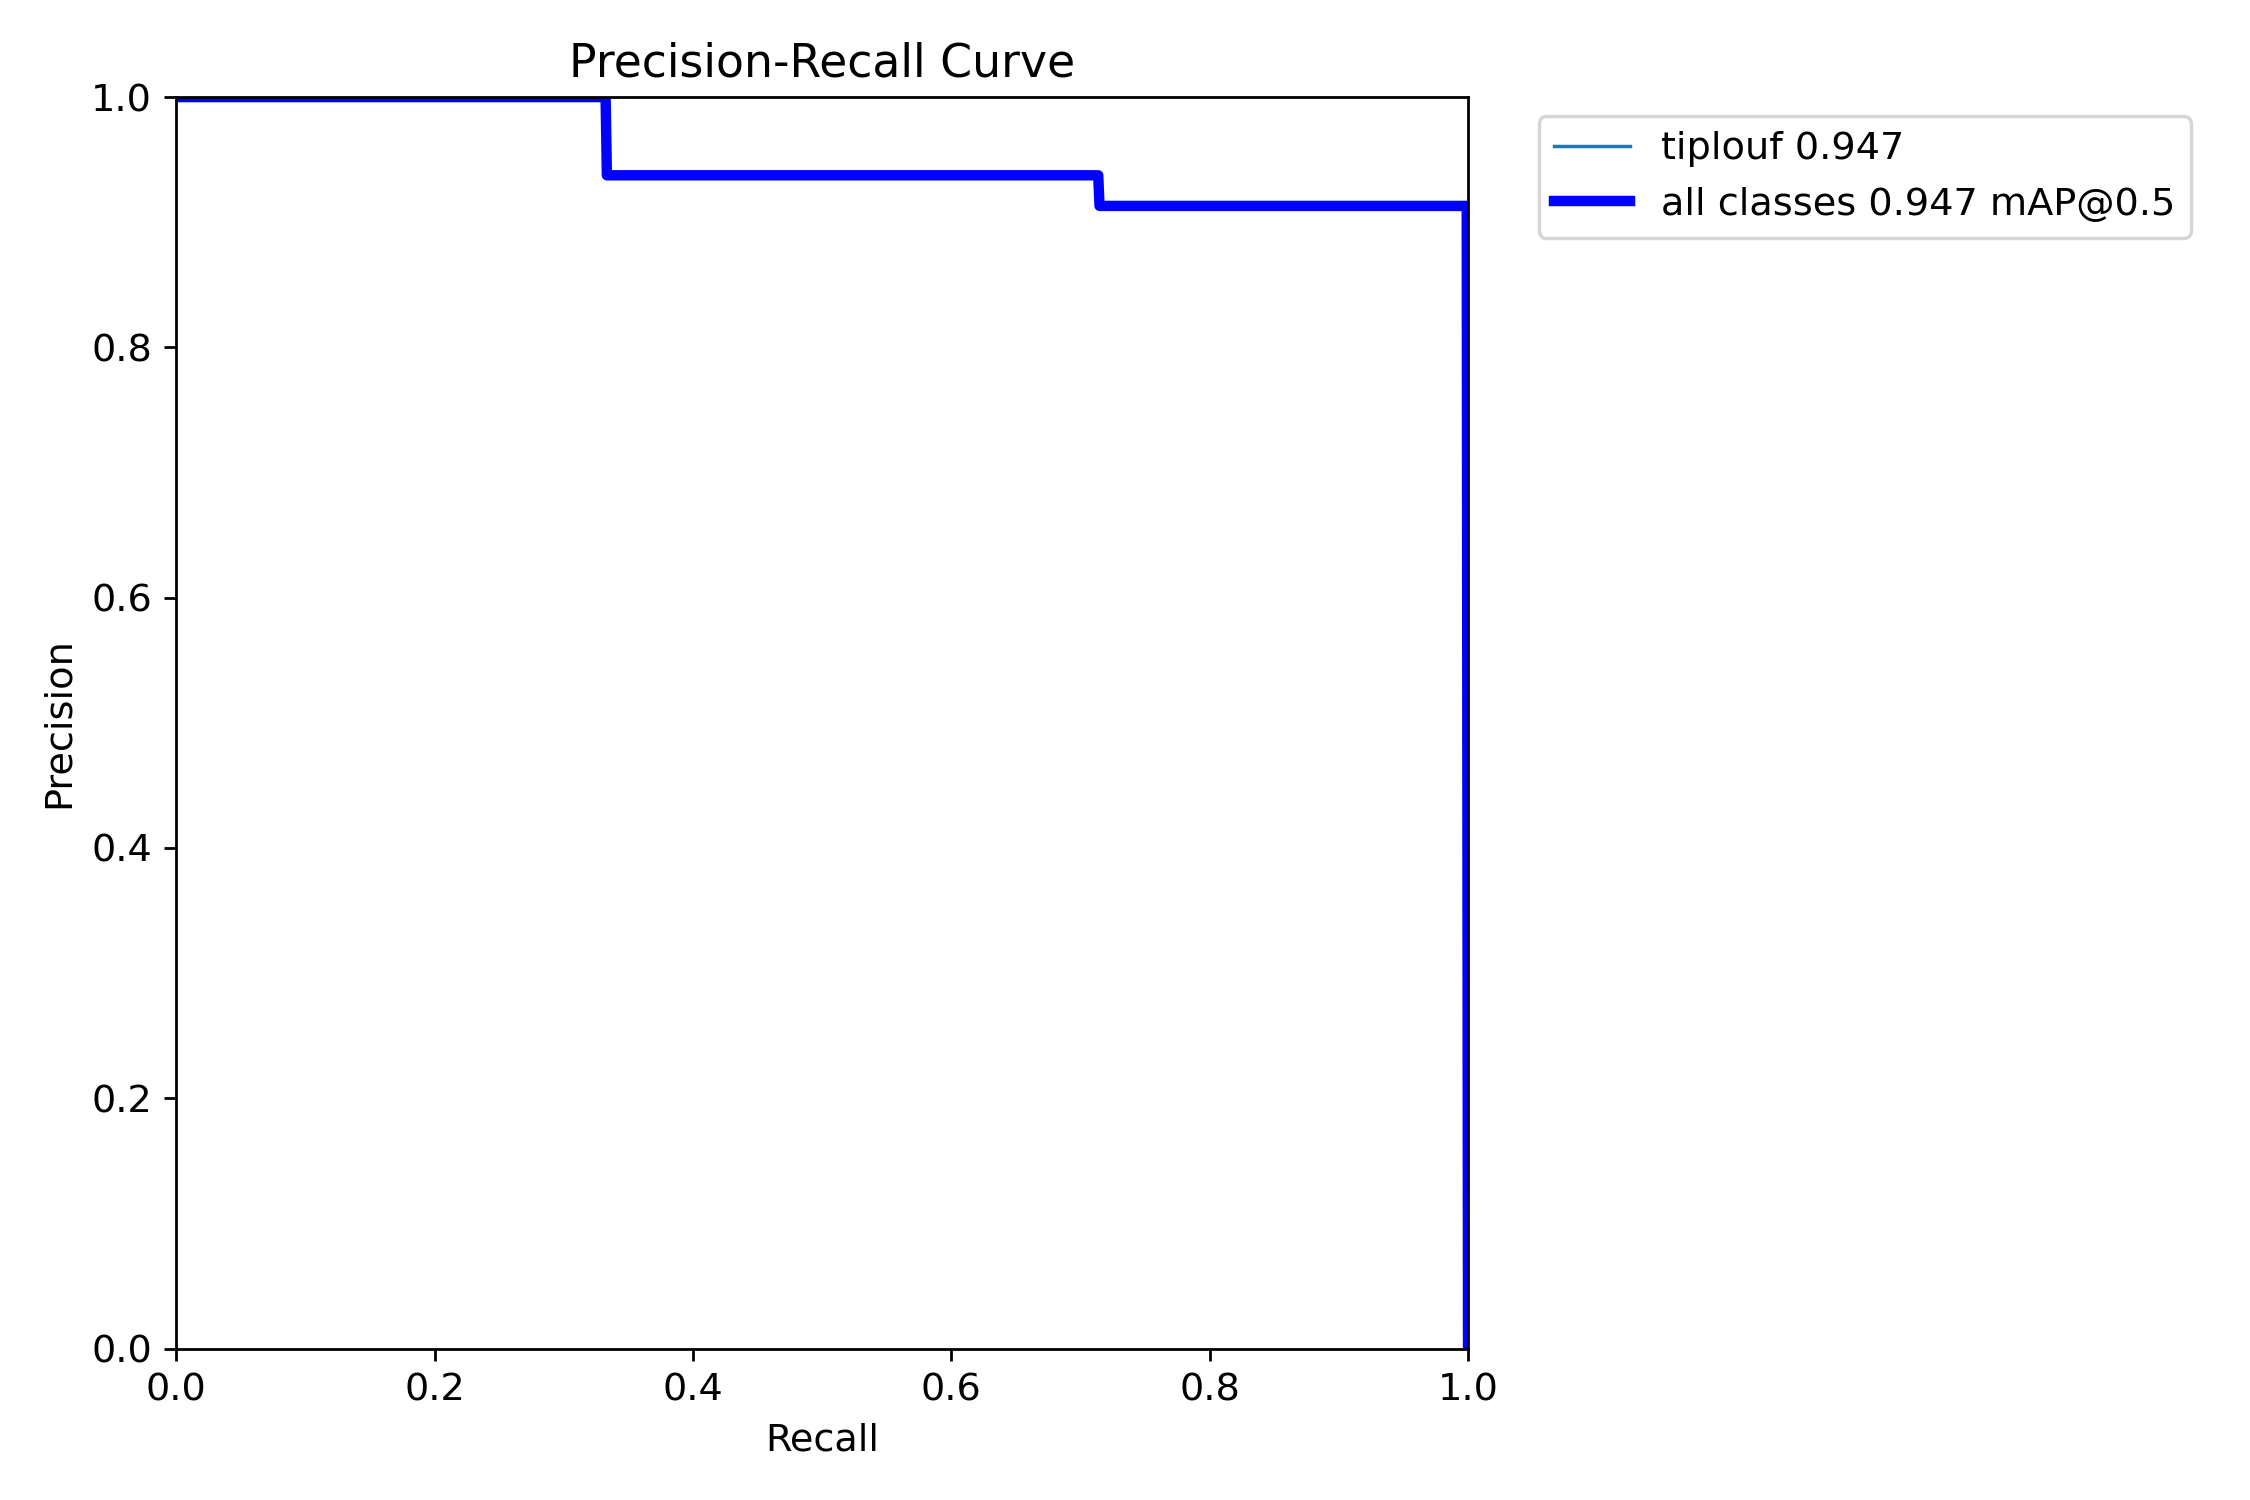 Precision-Recall Curve
1.0
0.8
0.6
0.4
0.2
0.0
Precision
0.0 0.2 0.4 0.6 0.8 1.0
Recall
tiplouf 0.947
all classes 0.947 mAP@0.5